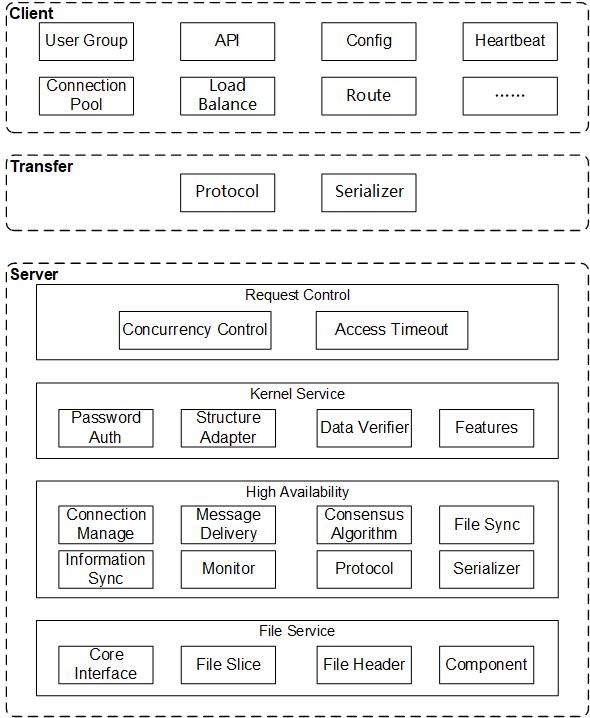 Client
User Group API Config Heartbeat
Connection Pool Load Balance Route ······
Transfer
Protocol Serializer
Server
Request Control
Concurrency Control Access Timeout
Kernel Service
Password Auth Structure Adapter Data Verifier Features
High Availability
Connection Manage Message Delivery Consensus Algorithm File Sync
Information Sync Monitor Protocol Serializer
File Service
Core Interface File Slice File Header Component